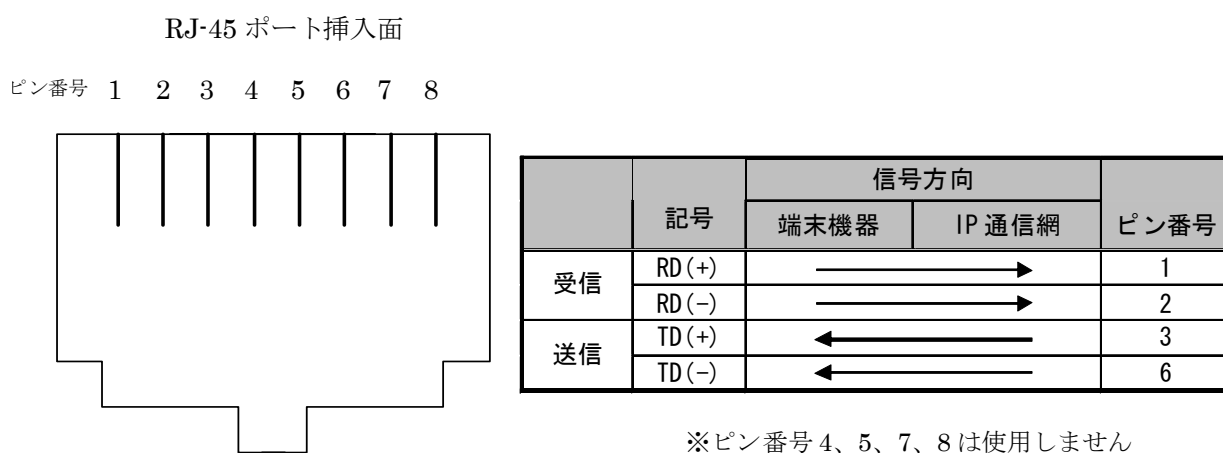 RJ-45 ポート挿入面
ピン番号 1 2 3 4 5 6 7 8
信号方向
記号 端末機器 IP通信網 ピン番号
受信 RD(+) 1
RD(-) 2
送信 TD(+) 3
TD(-) 6
※ピン番号 4、5、7、8 は使用しません